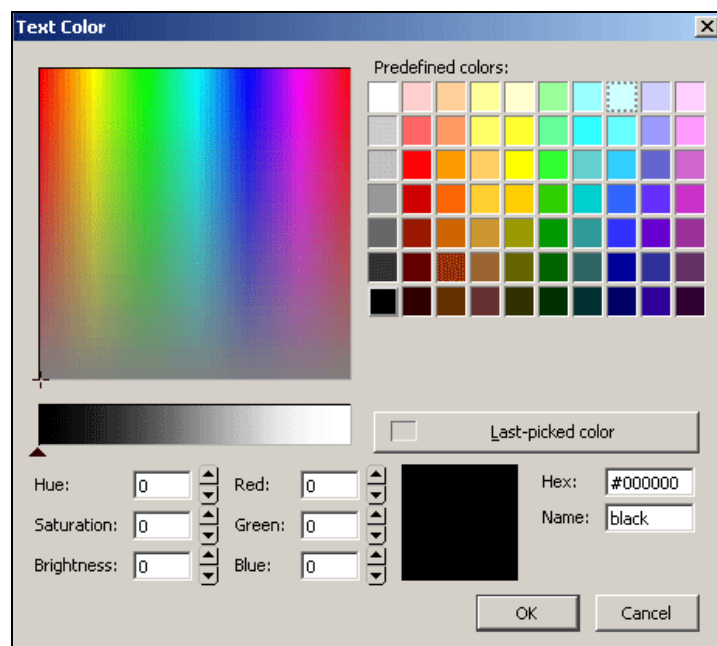 Text Color
Predefined colors:
Last-picked color
Hue: 0 Red: 0 Hex: #000000
Saturation: 0 Green: 0 Name: black
Brightness: 0 Blue: 0
OK Cancel